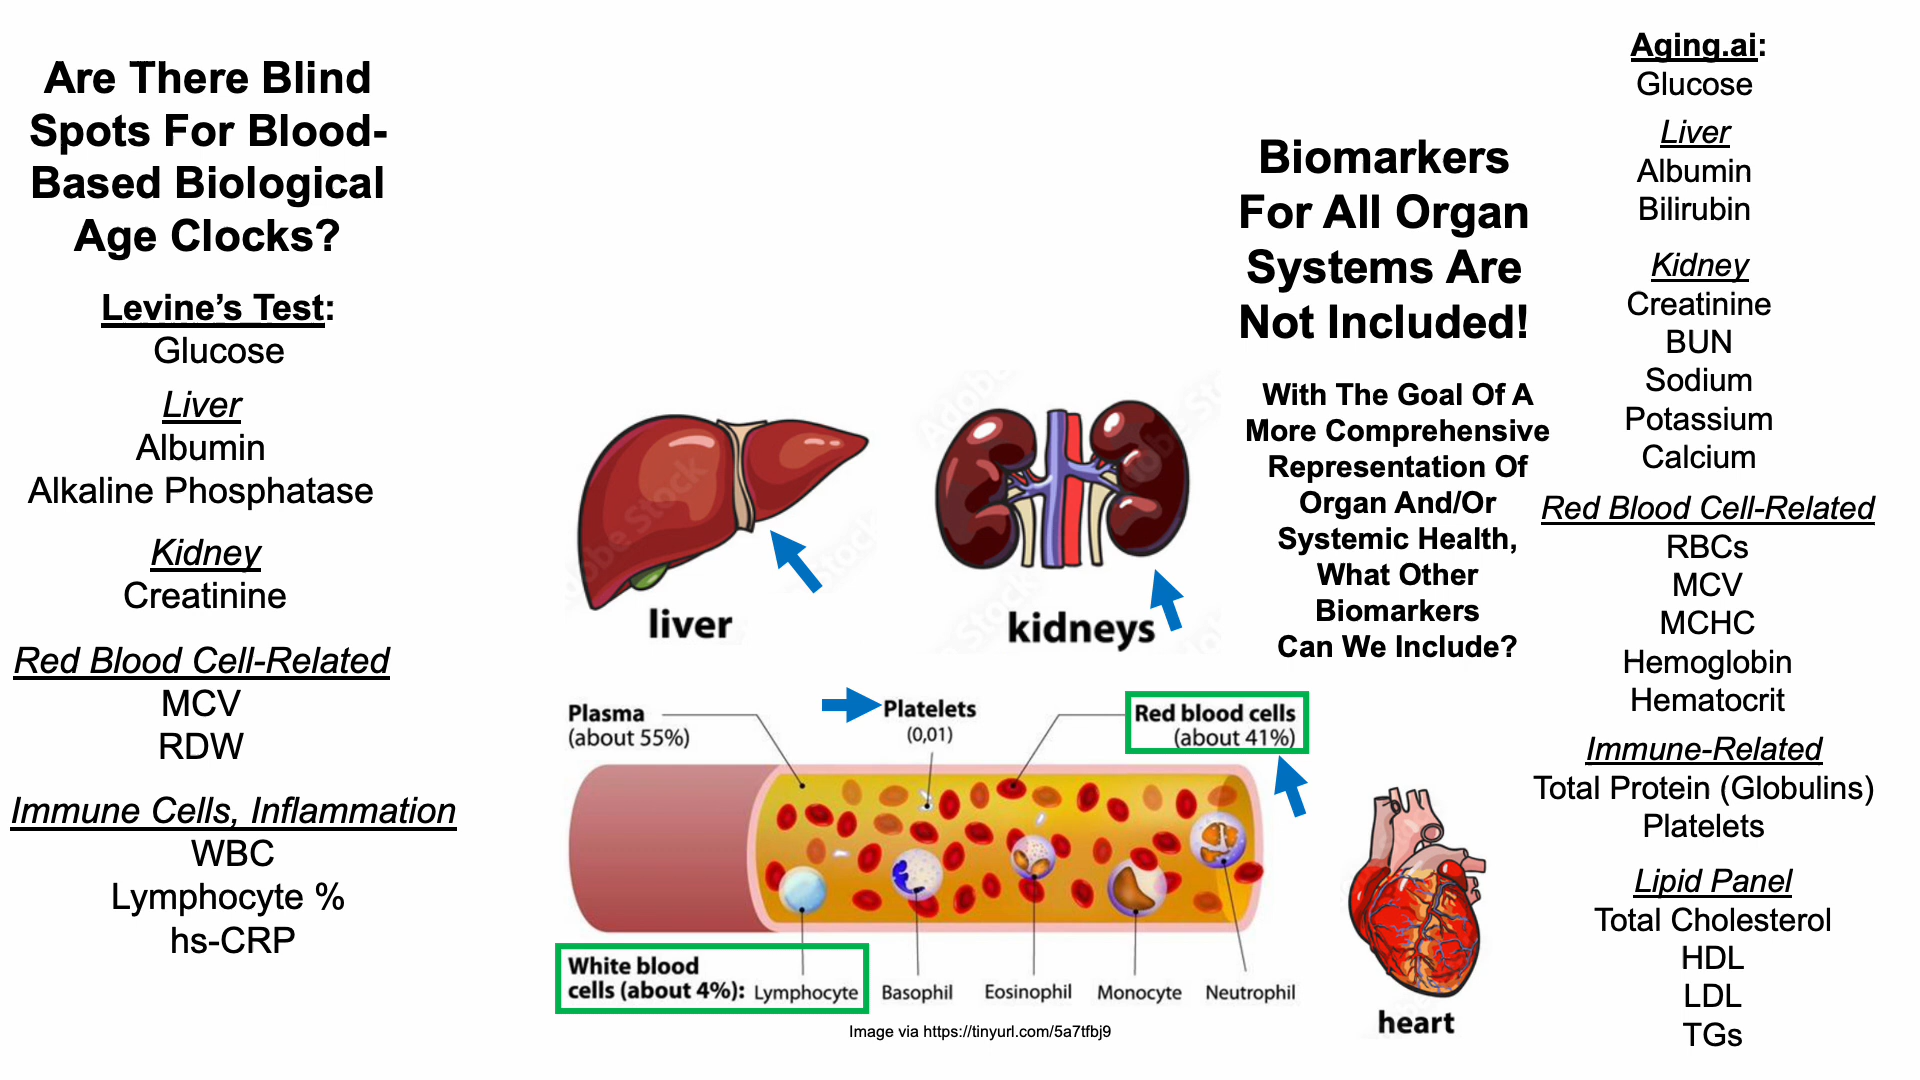 Are There Blind
Spots For Blood-
Based Biological
Age Clocks?
Levine’s Test:
Glucose
Liver
Albumin
Alkaline Phosphatase
Kidney
Creatinine
Red Blood Cell-Related
MCV
RDW
Immune Cells, Inflammation
WBC
Lymphocyte %
hs-CRP
liver
kidneys
Plasma
(about 55%)
Platelets
(0,01)
Red blood cells
(about 41%)
White blood
cells (about 4%): Lymphocyte
Basophil
Eosinophil
Monocyte
Neutrophil
Image via https://tinyurl.com/5a7tfbj9
heart
Biomarkers
For All Organ
Systems Are
Not Included!
With The Goal Of A
More Comprehensive
Representation Of
Organ And/Or
Systemic Health,
What Other
Biomarkers
Can We Include?
Aging.ai:
Glucose
Liver
Albumin
Bilirubin
Kidney
Creatinine
BUN
Sodium
Potassium
Calcium
Red Blood Cell-Related
RBCs
MCV
MCHC
Hemoglobin
Hematocrit
Immune-Related
Total Protein (Globulins)
Platelets
Lipid Panel
Total Cholesterol
HDL
LDL
TGs